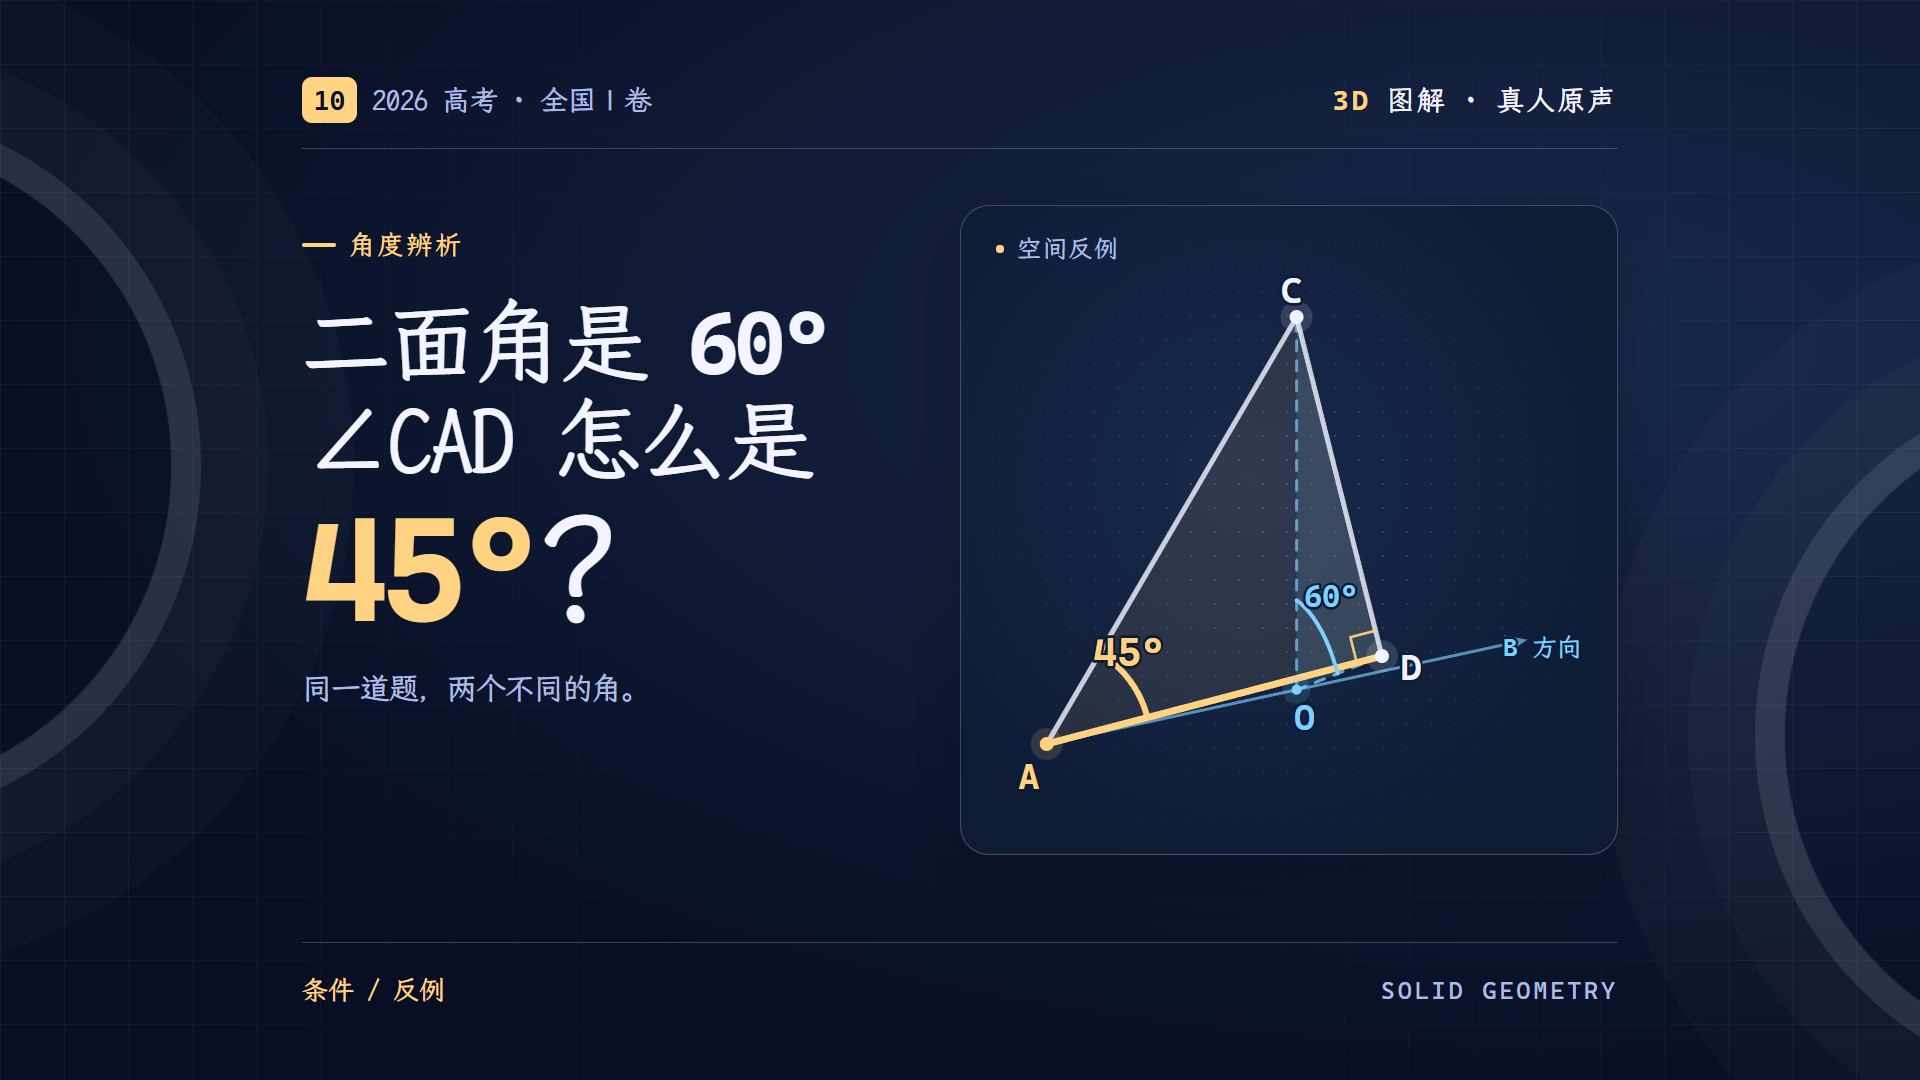 10 2026 高考 · 全国 I 卷
3D 图解 · 真人原声
角度辨析
二面角是 60°
∠CAD 怎么是
45°?
同一道题，两个不同的角。
空间反例
C
60°
45°
B 方向
D
O
A
条件 / 反例
SOLID GEOMETRY